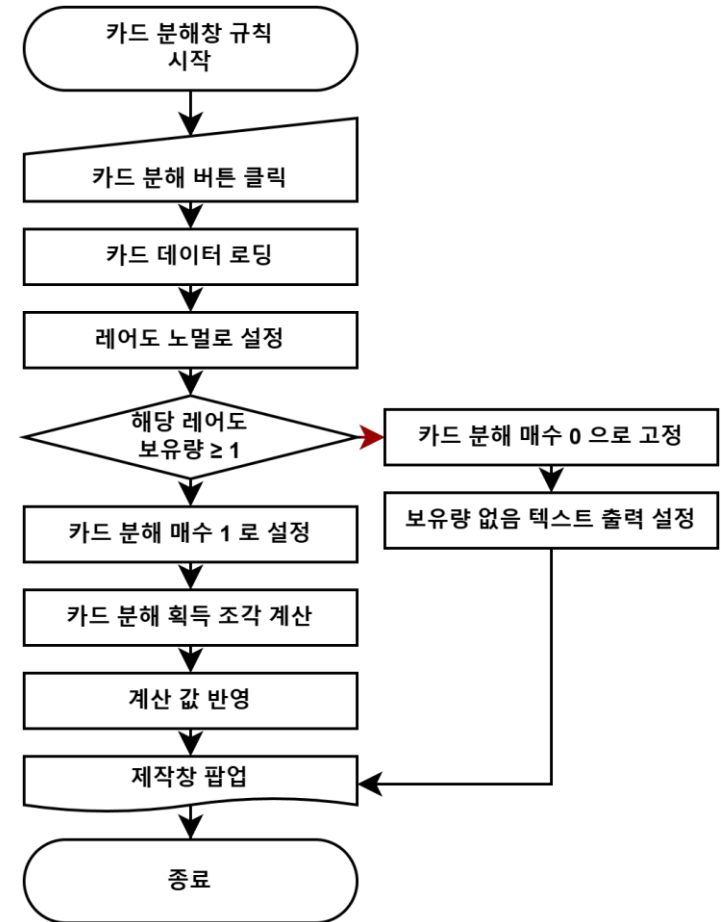 카드 분해창 규칙
시작
카드 분해 버튼 클릭
카드 데이터 로딩
레어도 노멀로 설정
해당 레어도
보유량 ≥ 1
카드 분해 매수 0 으로 고정
보유량 없음 텍스트 출력 설정
카드 분해 매수 1 로 설정
카드 분해 획득 조각 계산
계산 값 반영
제작창 팝업
종료